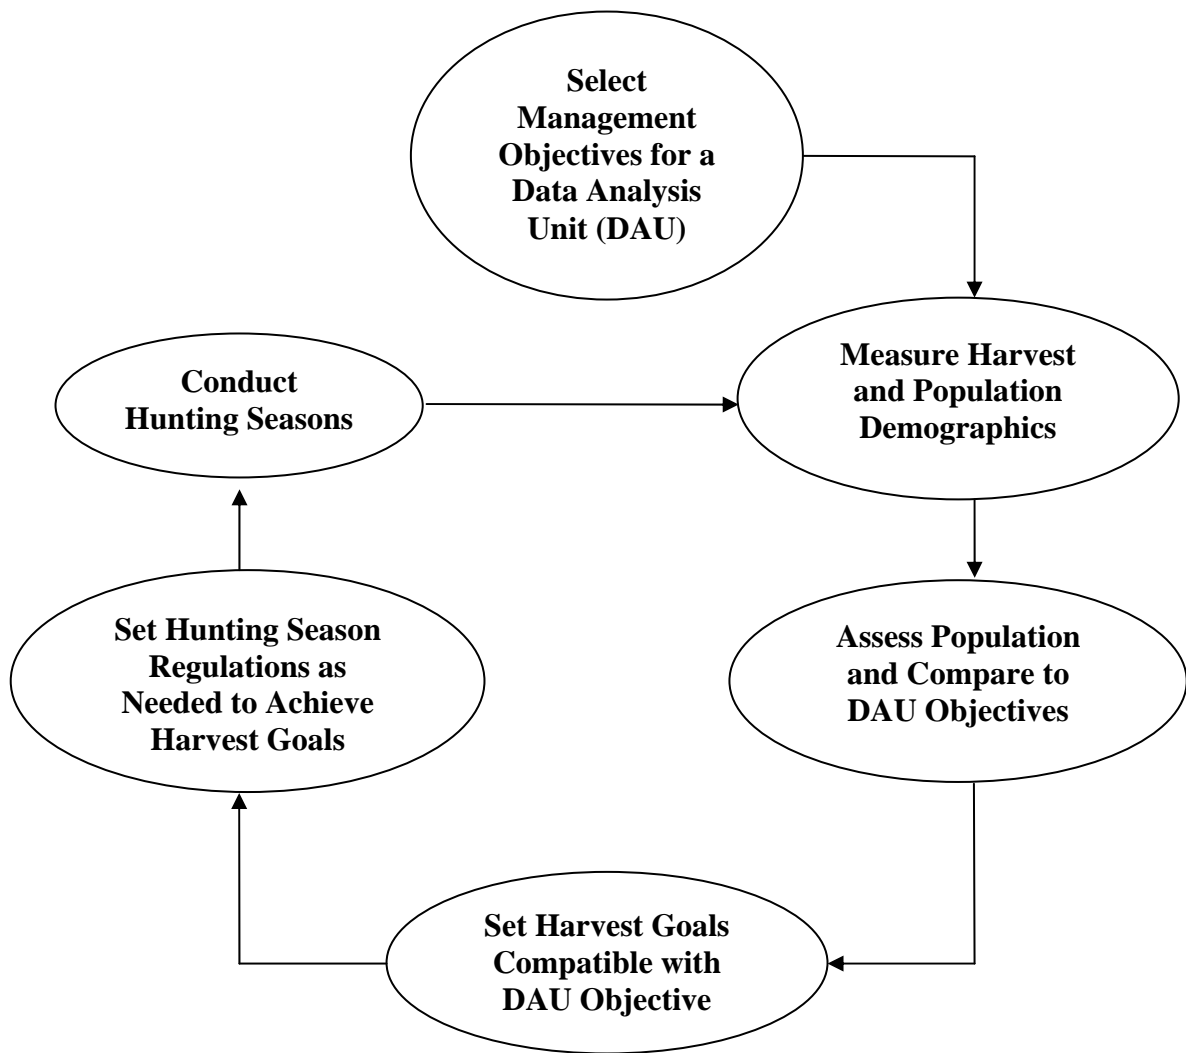 Select
Management
Objectives for a
Data Analysis
Unit (DAU)
Measure Harvest
and Population
Demographics
Assess Population
and Compare to
DAU Objectives
Set Harvest Goals
Compatible with
DAU Objective
Set Hunting Season
Regulations as
Needed to Achieve
Harvest Goals
Conduct
Hunting Seasons